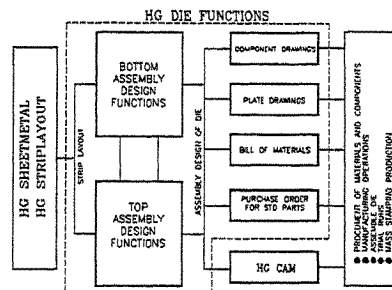 HG DIE FUNCTIONS
HG SHEETMETAL
HG STRIPLAYOUT
STRIP LAYOUT
BOTTOM
ASSEMBLY
DESIGN
FUNCTIONS
TOP
ASSEMBLY
DESIGN
FUNCTIONS
ASSEMBLY DESIGN OF DIE
COMPONENT DRAWINGS
PLATE DRAWINGS
BILL OF MATERIALS
PURCHASE ORDER
FOR STD PARTS
HG CAM
● PROCUMENT OF MATERIALS AND COMPONENTS
● MANUFACTURING OPERATIONS
● ASSEMBLE DIE
● TRIAL RUNS
● MASS STAMPING PRODUCTION